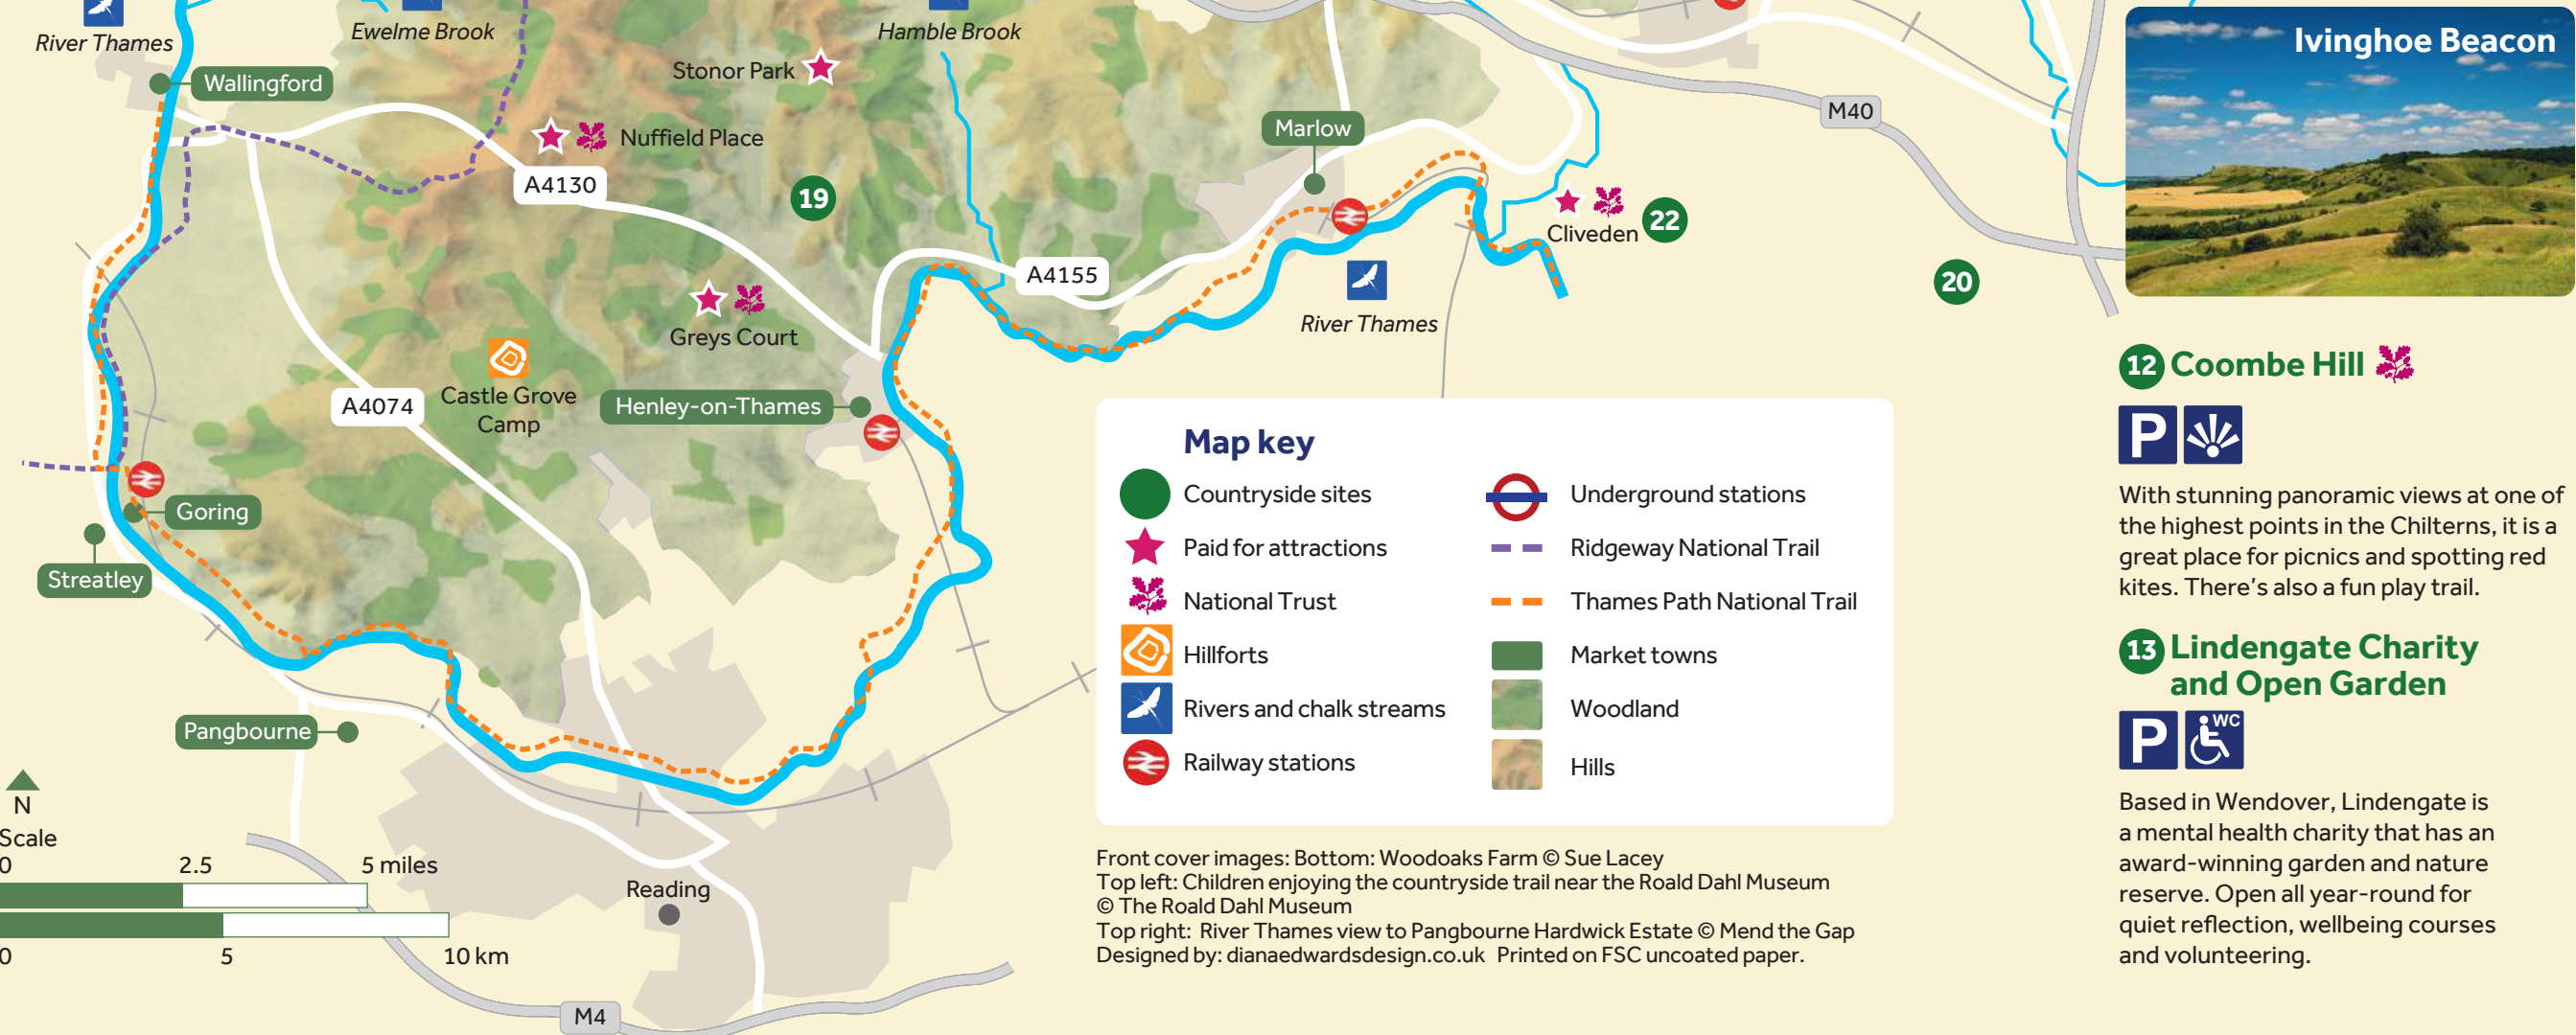 River Thames
Ewelme Brook
Hamble Brook
Wallingford
Stonor Park
Nuffield Place
A4130
19
Marlow
M40
Cliveden
22
20
A4155
River Thames
Greys Court
Castle Grove
Camp
A4074
Henley-on-Thames
Goring
Streatley
Pangbourne
N
Scale
0
2.5
5 miles
0
5
10 km
Reading
M4
Map key
Countryside sites
Paid for attractions
National Trust
Hillforts
Rivers and chalk streams
Railway stations
Underground stations
Ridgeway National Trail
Thames Path National Trail
Market towns
Woodland
Hills
Front cover images: Bottom: Woodoaks Farm © Sue Lacey
Top left: Children enjoying the countryside trail near the Roald Dahl Museum
© The Roald Dahl Museum
Top right: River Thames view to Pangbourne Hardwick Estate © Mend the Gap
Designed by: dianaedwardsdesign.co.uk Printed on FSC uncoated paper.
Ivinghoe Beacon
12 Coombe Hill
P
With stunning panoramic views at one of
the highest points in the Chilterns, it is a
great place for picnics and spotting red
kites. There's also a fun play trail.
13 Lindengate Charity
and Open Garden
P WC
Based in Wendover, Lindengate is
a mental health charity that has an
award-winning garden and nature
reserve. Open all year-round for
quiet reflection, wellbeing courses
and volunteering.